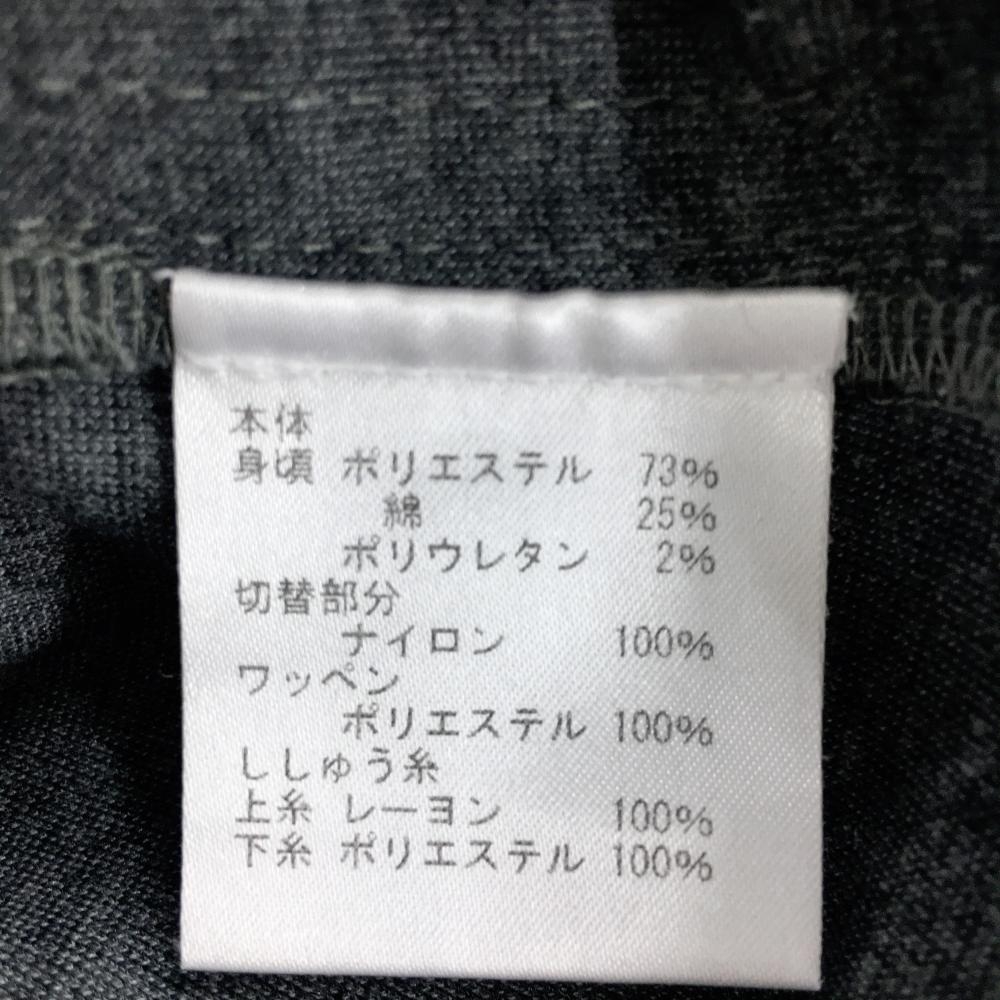 本体
身頃 ポリエステル 73%
綿 25%
ポリウレタン 2%
切替部分
ナイロン 100%
ワッペン
ポリエステル 100%
ししゅう糸
上糸 レーヨン 100%
下糸 ポリエステル 100%